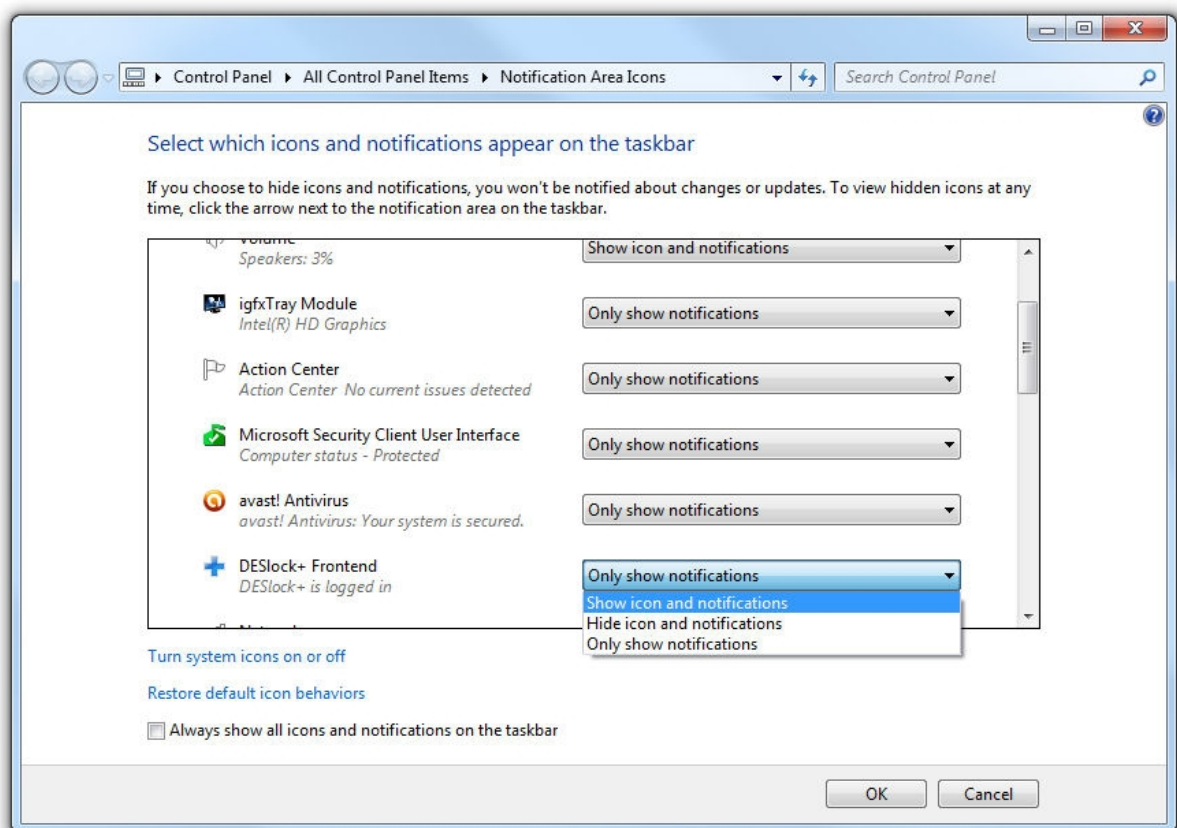 Control Panel ▸ All Control Panel Items ▸ Notification Area Icons
Search Control Panel
Select which icons and notifications appear on the taskbar
If you choose to hide icons and notifications, you won't be notified about changes or updates. To view hidden icons at any
time, click the arrow next to the notification area on the taskbar.
Volume
Show icon and notifications
Speakers: 3%
igfxTray Module
Only show notifications
Intel(R) HD Graphics
Action Center
Only show notifications
Action Center No current issues detected
Microsoft Security Client User Interface
Only show notifications
Computer status - Protected
avast! Antivirus
Only show notifications
avast! Antivirus: Your system is secured.
DESlock+ Frontend
Only show notifications
DESlock+ is logged in
Show icon and notifications
Hide icon and notifications
Only show notifications
Turn system icons on or off
Restore default icon behaviors
Always show all icons and notifications on the taskbar
OK
Cancel